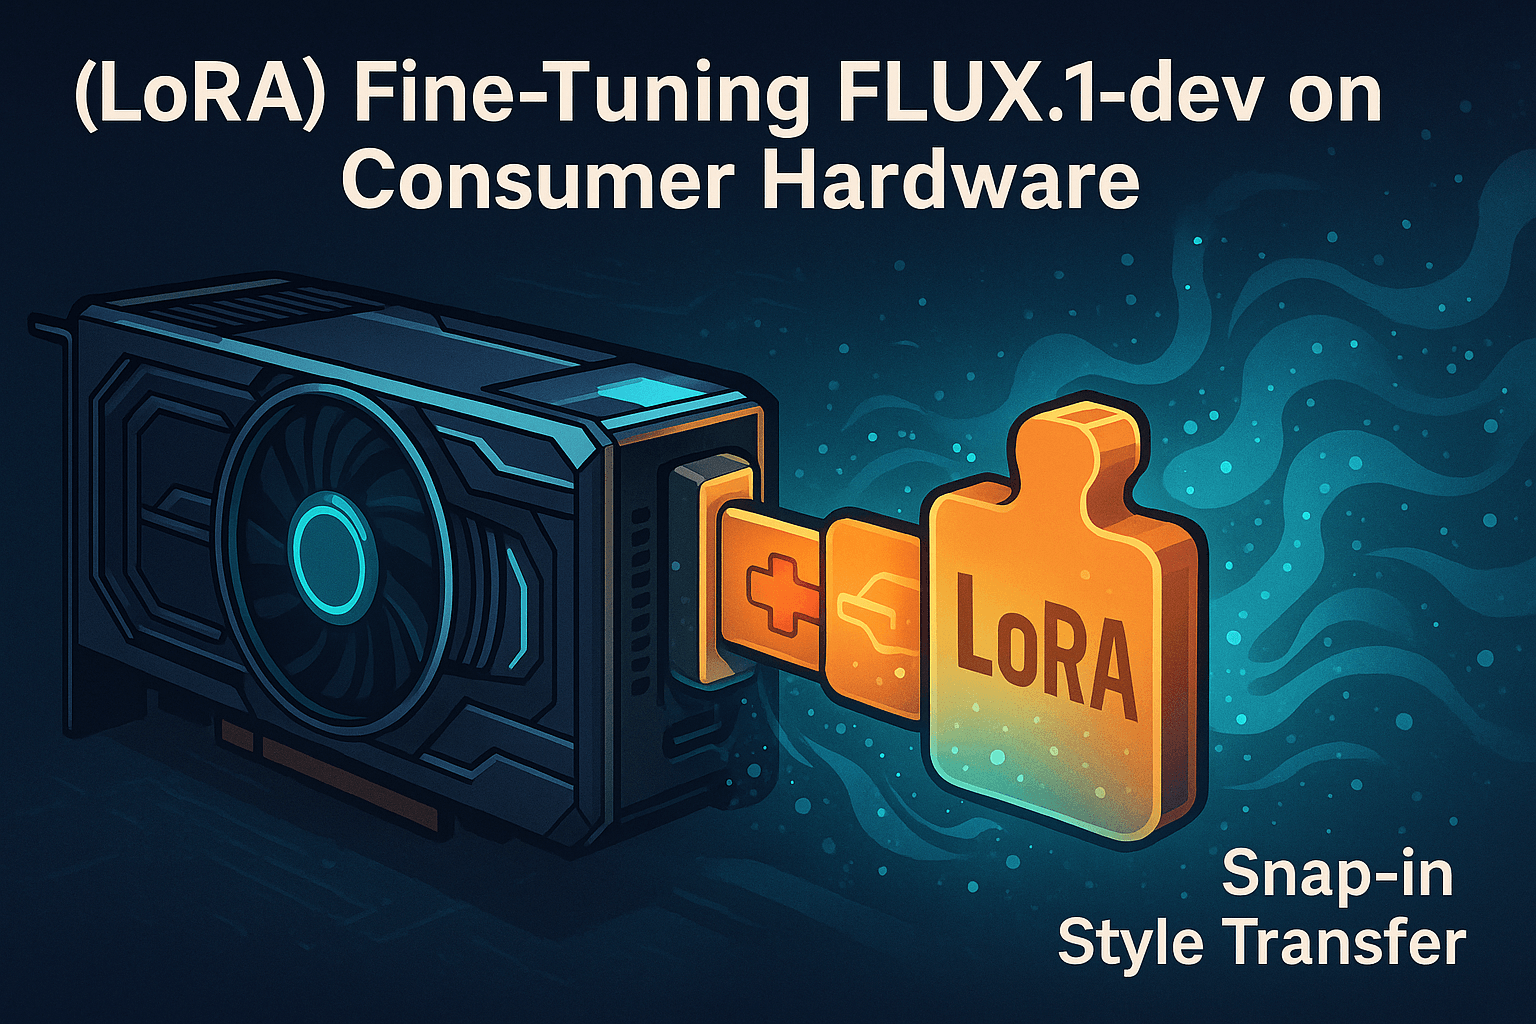 (LoRA) Fine-Tuning FLUX.1-dev on
Consumer Hardware
LoRA
Snap-in
Style Transfer